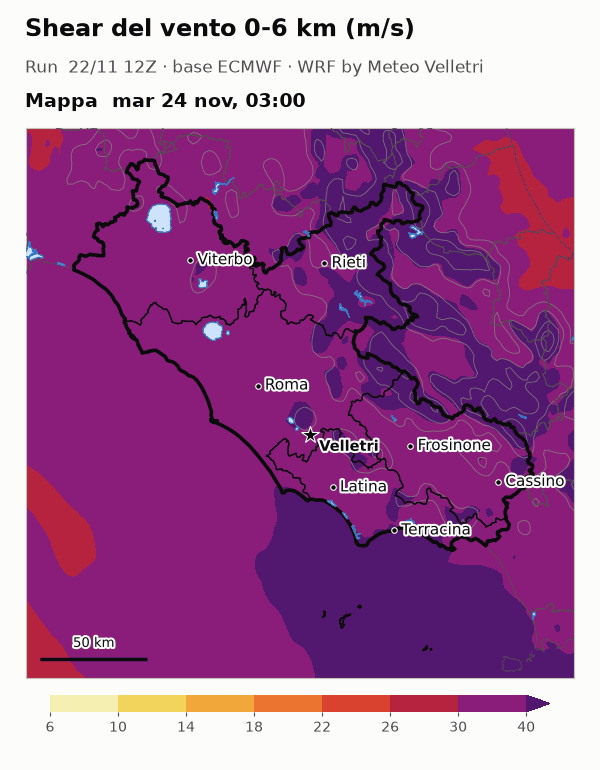 Shear del vento 0-6 km (m/s)
Run  22/11 12Z · base ECMWF · WRF by Meteo Velletri
Mappa  mar 24 nov, 03:00
Viterbo
Rieti
Roma
Velletri
Frosinone
Latina
Cassino
Terracina
50 km
6 10 14 18 22 26 30 40